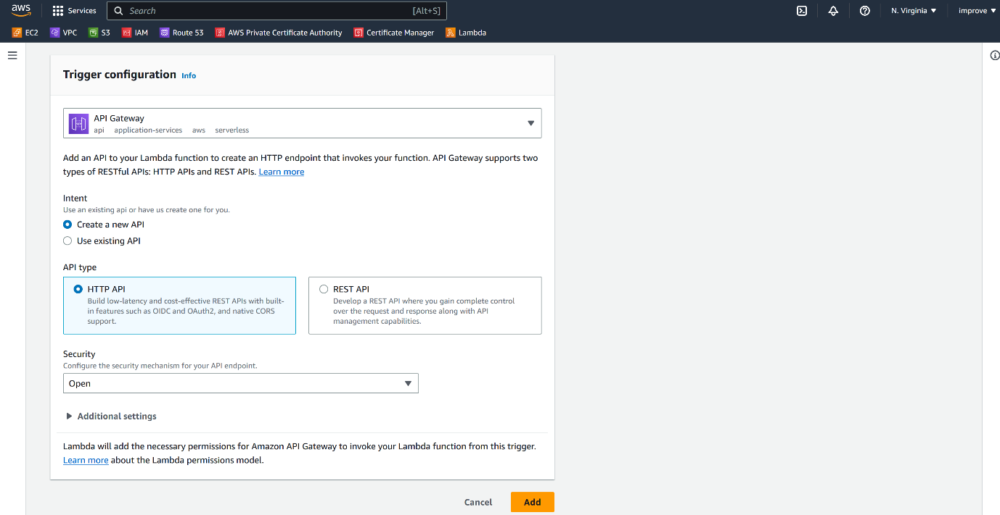 aws
Services
Search [Alt+S]
N. Virginia
improve
EC2 VPC S3 IAM Route 53 AWS Private Certificate Authority Certificate Manager Lambda
Trigger configuration Info
API Gateway
api application-services aws serverless
Add an API to your Lambda function to create an HTTP endpoint that invokes your function. API Gateway supports two
types of RESTful APIs: HTTP APIs and REST APIs. Learn more
Intent
Use an existing api or have us create one for you.
Create a new API
Use existing API
API type
HTTP API
Build low-latency and cost-effective REST APIs with built-
in features such as OIDC and OAuth2, and native CORS
support.
REST API
Develop a REST API where you gain complete control
over the request and response along with API
management capabilities.
Security
Configure the security mechanism for your API endpoint.
Open
Additional settings
Lambda will add the necessary permissions for Amazon API Gateway to invoke your Lambda function from this trigger.
Learn more about the Lambda permissions model.
Cancel Add